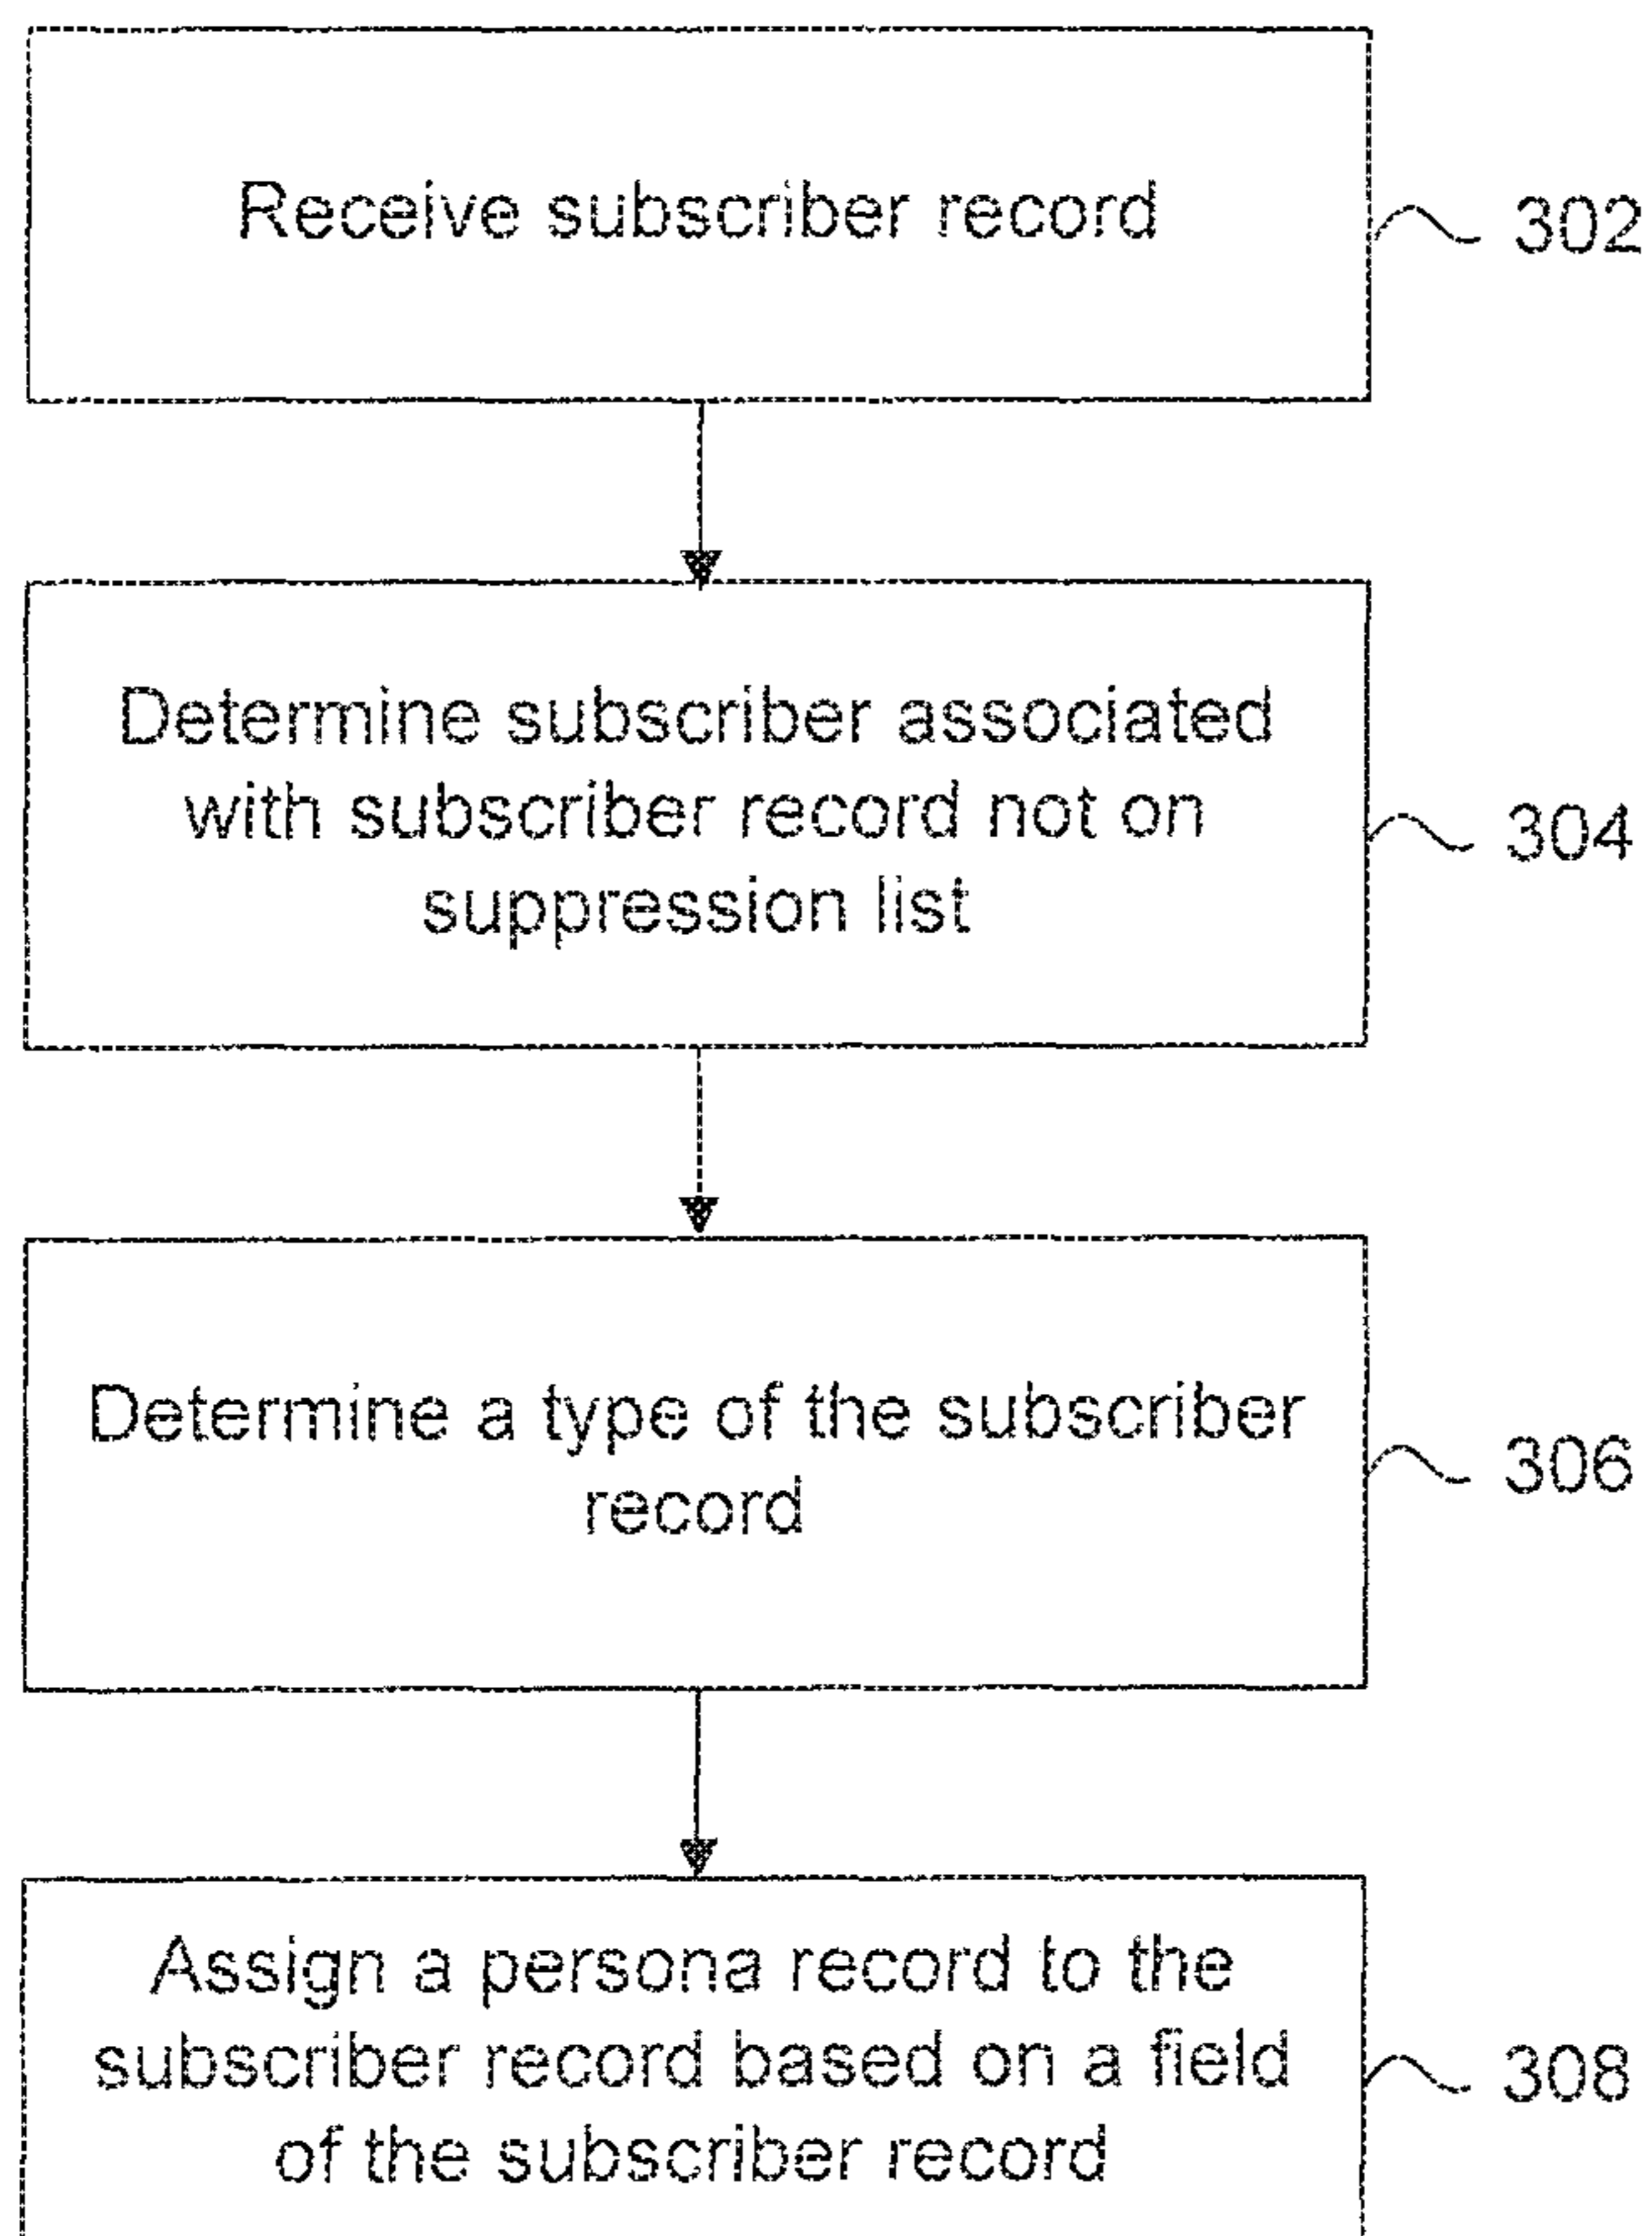 Receive subscriber record
302
Determine subscriber associated
with subscriber record not on
suppression list
304
Determine a type of the subscriber
record
306
Assign a persona record to the
subscriber record based on a field
of the subscriber record
308